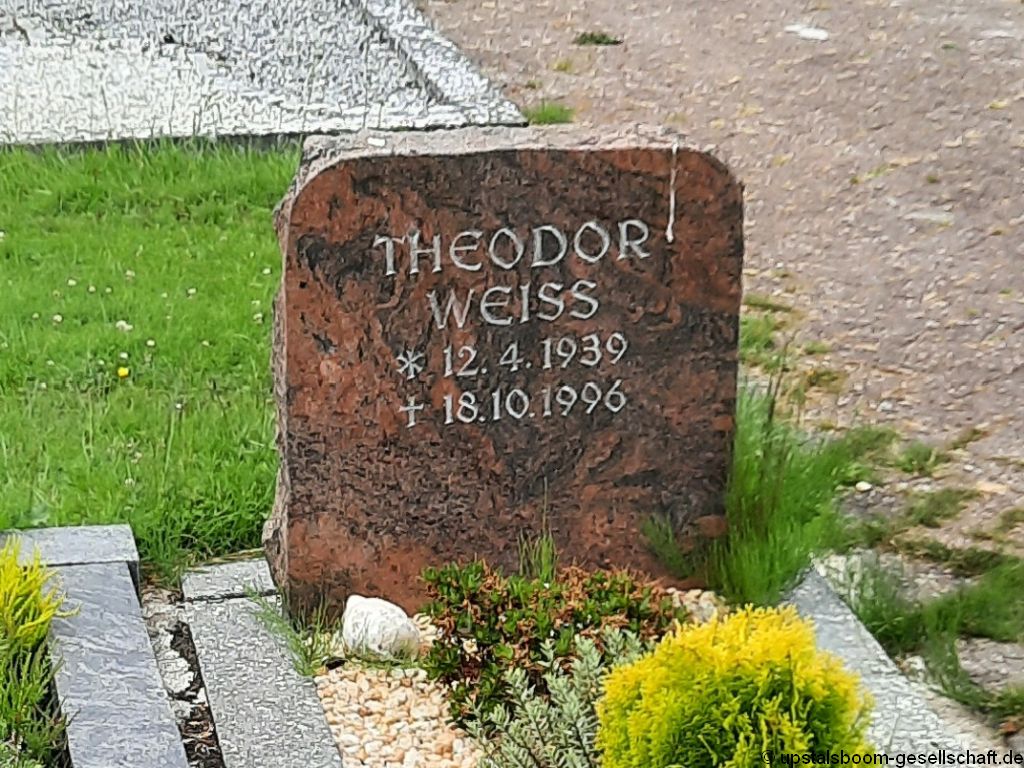 THEODOR
WEISS
* 12. 4. 1939
† 18.10.1996
© upstalsboom-gesellschaft.de